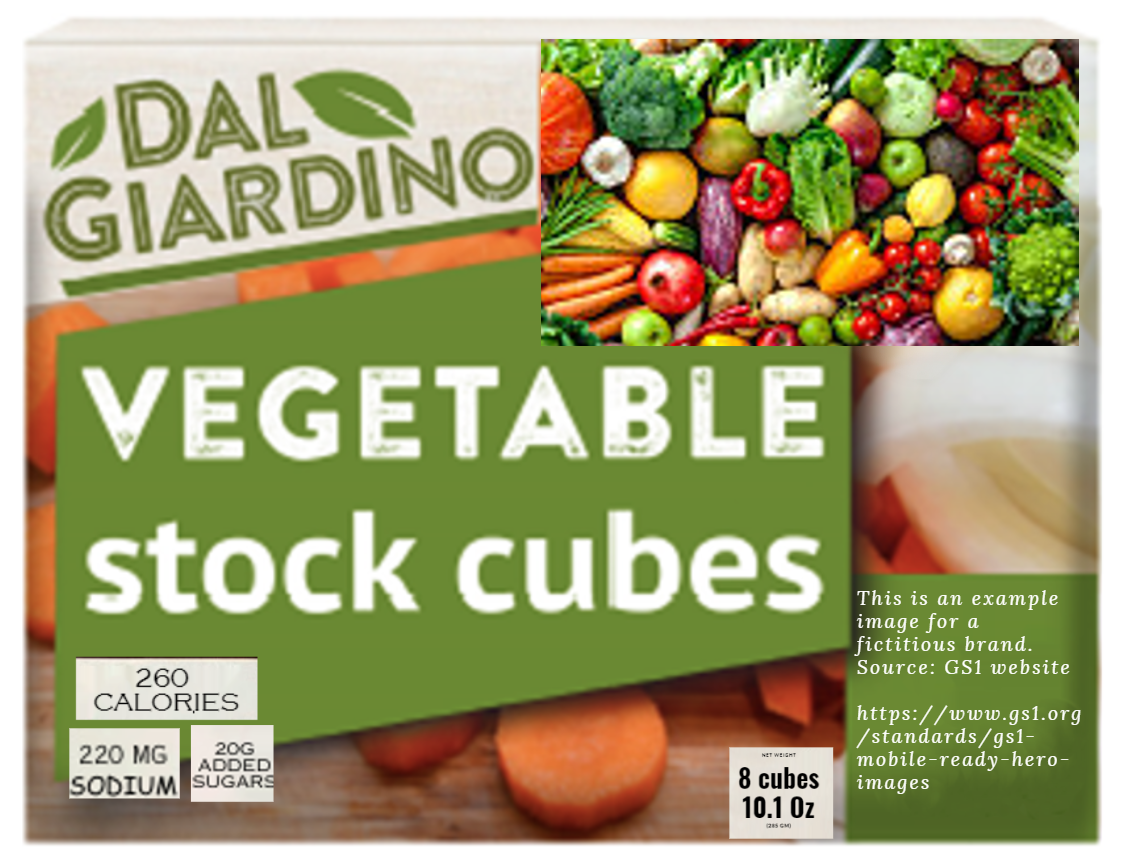 DAL
GIARDINO
VEGETABLE
stock cubes
260
CALORIES
220 MG
SODIUM
20G
ADDED
SUGARS
NET WEIGHT
8 cubes
10.1 Oz
(285 GM)
This is an example
image for a
fictitious brand.
Source: GS1 website
https://www.gs1.org
/standards/gs1-
mobile-ready-hero-
images